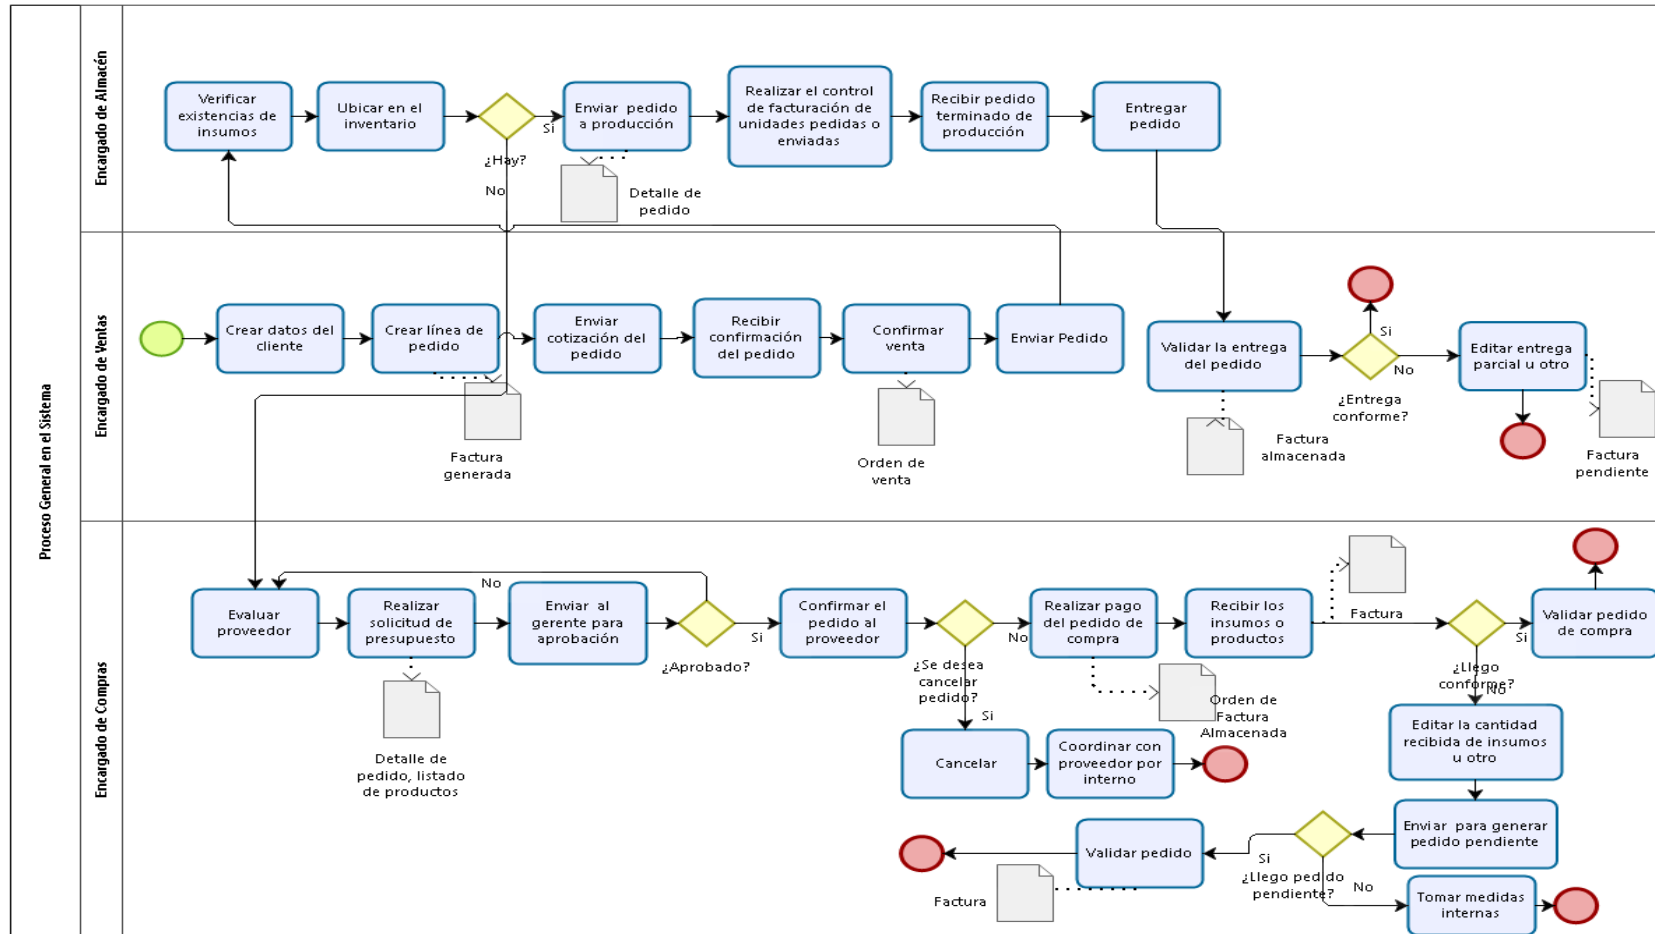 Proceso General en el Sistema
Encargado de Almacén
Verificar
existencias de
insumos
Ubicar en el
inventario
¿Hay?
Si
No
Enviar pedido
a producción
Detalle de
pedido
Realizar el control
de facturación de
unidades pedidas o
enviadas
Recibir pedido
terminado de
producción
Entregar
pedido
Encargado de Ventas
Crear datos del
cliente
Crear línea de
pedido
Factura
generada
Enviar
cotización del
pedido
Recibir
confirmación
del pedido
Confirmar
venta
Orden de
venta
Enviar Pedido
Validar la entrega
del pedido
Factura
almacenada
¿Entrega
conforme?
Si
No
Editar entrega
parcial u otro
Factura
pendiente
Encargado de Compras
Evaluar
proveedor
Realizar
solicitud de
presupuesto
Detalle de
pedido, listado
de productos
Enviar al
gerente para
aprobación
¿Aprobado?
No
Si
Confirmar el
pedido al
proveedor
¿Se desea
cancelar
pedido?
No
Si
Realizar pago
del pedido de
compra
Orden de
Factura
Almacenada
Recibir los
insumos o
productos
Factura
¿Llego
conforme?
Si
No
Validar pedido
de compra
Cancelar
Coordinar con
proveedor por
interno
Editar la cantidad
recibida de insumos
u otro
Enviar para generar
pedido pendiente
¿Llego pedido
pendiente?
Si
No
Validar pedido
Factura
Tomar medidas
internas